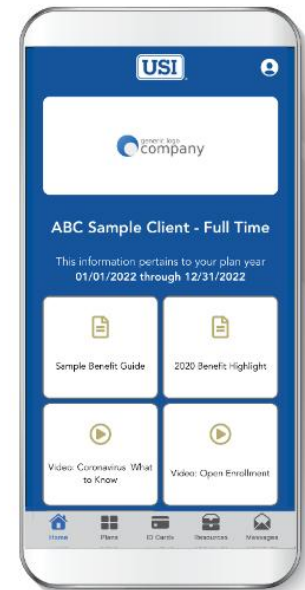 USI
generic logo
company
ABC Sample Client - Full Time
This information pertains to your plan year
01/01/2022 through 12/31/2022
Sample Benefit Guide
2020 Benefit Highlight
Video: Coronavirus What
to Know
Video: Open Enrollment
Home
Plans
ID Cards
Resources
Messages